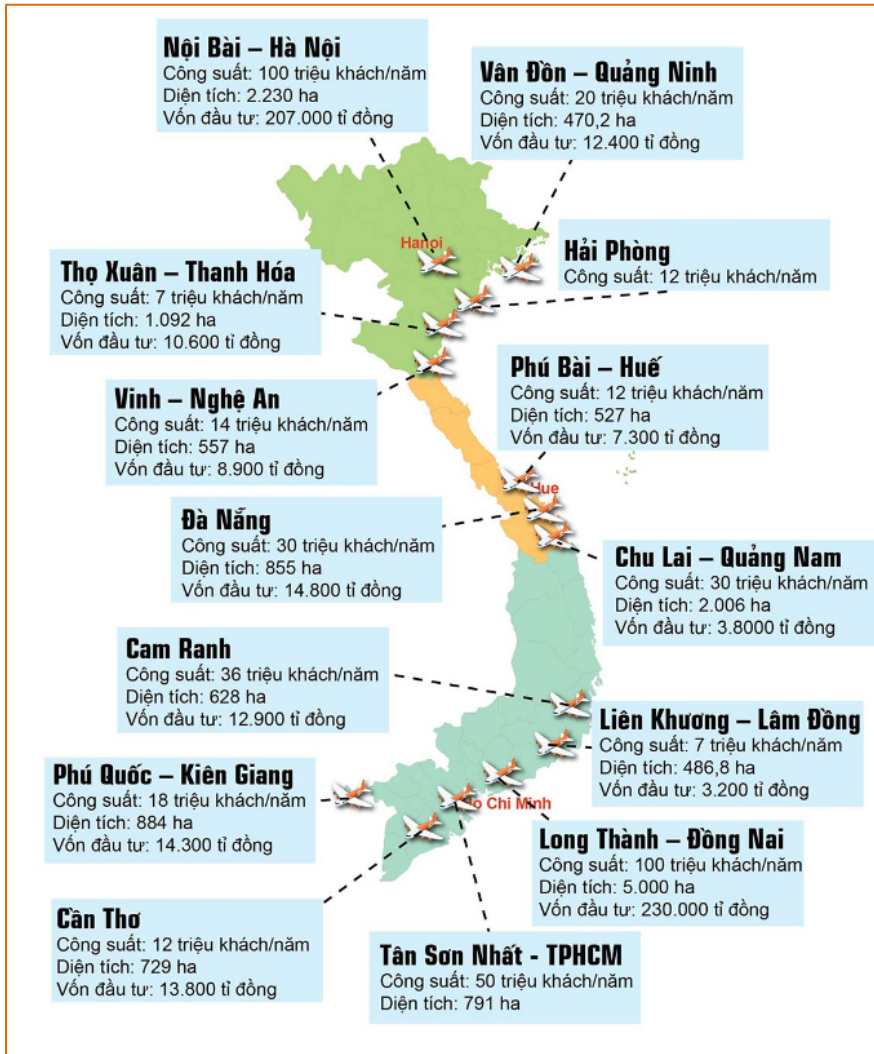 Nội Bài – Hà Nội
Công suất: 100 triệu khách/năm
Diện tích: 2.230 ha
Vốn đầu tư: 207.000 tỉ đồng
Vân Đồn – Quảng Ninh
Công suất: 20 triệu khách/năm
Diện tích: 470,2 ha
Vốn đầu tư: 12.400 tỉ đồng
Hanoi
Hải Phòng
Công suất: 12 triệu khách/năm
Thọ Xuân – Thanh Hóa
Công suất: 7 triệu khách/năm
Diện tích: 1.092 ha
Vốn đầu tư: 10.600 tỉ đồng
Phú Bài – Huế
Công suất: 12 triệu khách/năm
Diện tích: 527 ha
Vốn đầu tư: 7.300 tỉ đồng
Vinh – Nghệ An
Công suất: 14 triệu khách/năm
Diện tích: 557 ha
Vốn đầu tư: 8.900 tỉ đồng
Hue
Đà Nẵng
Công suất: 30 triệu khách/năm
Diện tích: 855 ha
Vốn đầu tư: 14.800 tỉ đồng
Chu Lai – Quảng Nam
Công suất: 30 triệu khách/năm
Diện tích: 2.006 ha
Vốn đầu tư: 3.8000 tỉ đồng
Cam Ranh
Công suất: 36 triệu khách/năm
Diện tích: 628 ha
Vốn đầu tư: 12.900 tỉ đồng
Liên Khương – Lâm Đồng
Công suất: 7 triệu khách/năm
Diện tích: 486,8 ha
Vốn đầu tư: 3.200 tỉ đồng
Phú Quốc – Kiên Giang
Công suất: 18 triệu khách/năm
Diện tích: 884 ha
Vốn đầu tư: 14.300 tỉ đồng
Chi Minh
Long Thành – Đồng Nai
Công suất: 100 triệu khách/năm
Diện tích: 5.000 ha
Vốn đầu tư: 230.000 tỉ đồng
Cần Thơ
Công suất: 12 triệu khách/năm
Diện tích: 729 ha
Vốn đầu tư: 13.800 tỉ đồng
Tân Sơn Nhất - TPHCM
Công suất: 50 triệu khách/năm
Diện tích: 791 ha